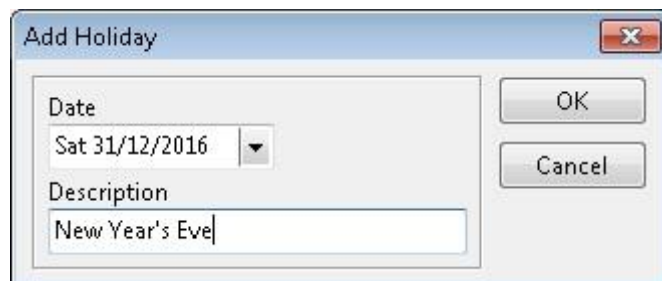 Add Holiday
Date
Sat 31/12/2016
Description
New Year's Eve
OK
Cancel